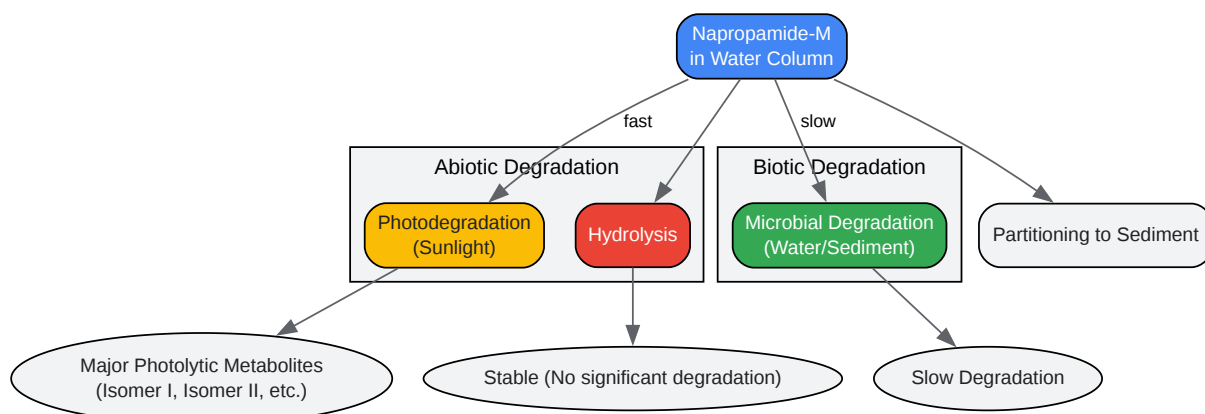 Napropamide-M
in Water Column
fast
slow
Abiotic Degradation
Biotic Degradation
Photodegradation
(Sunlight)
Hydrolysis
Microbial Degradation
(Water/Sediment)
Partitioning to Sediment
Major Photolytic Metabolites
(Isomer I, Isomer II, etc.)
Stable (No significant degradation)
Slow Degradation